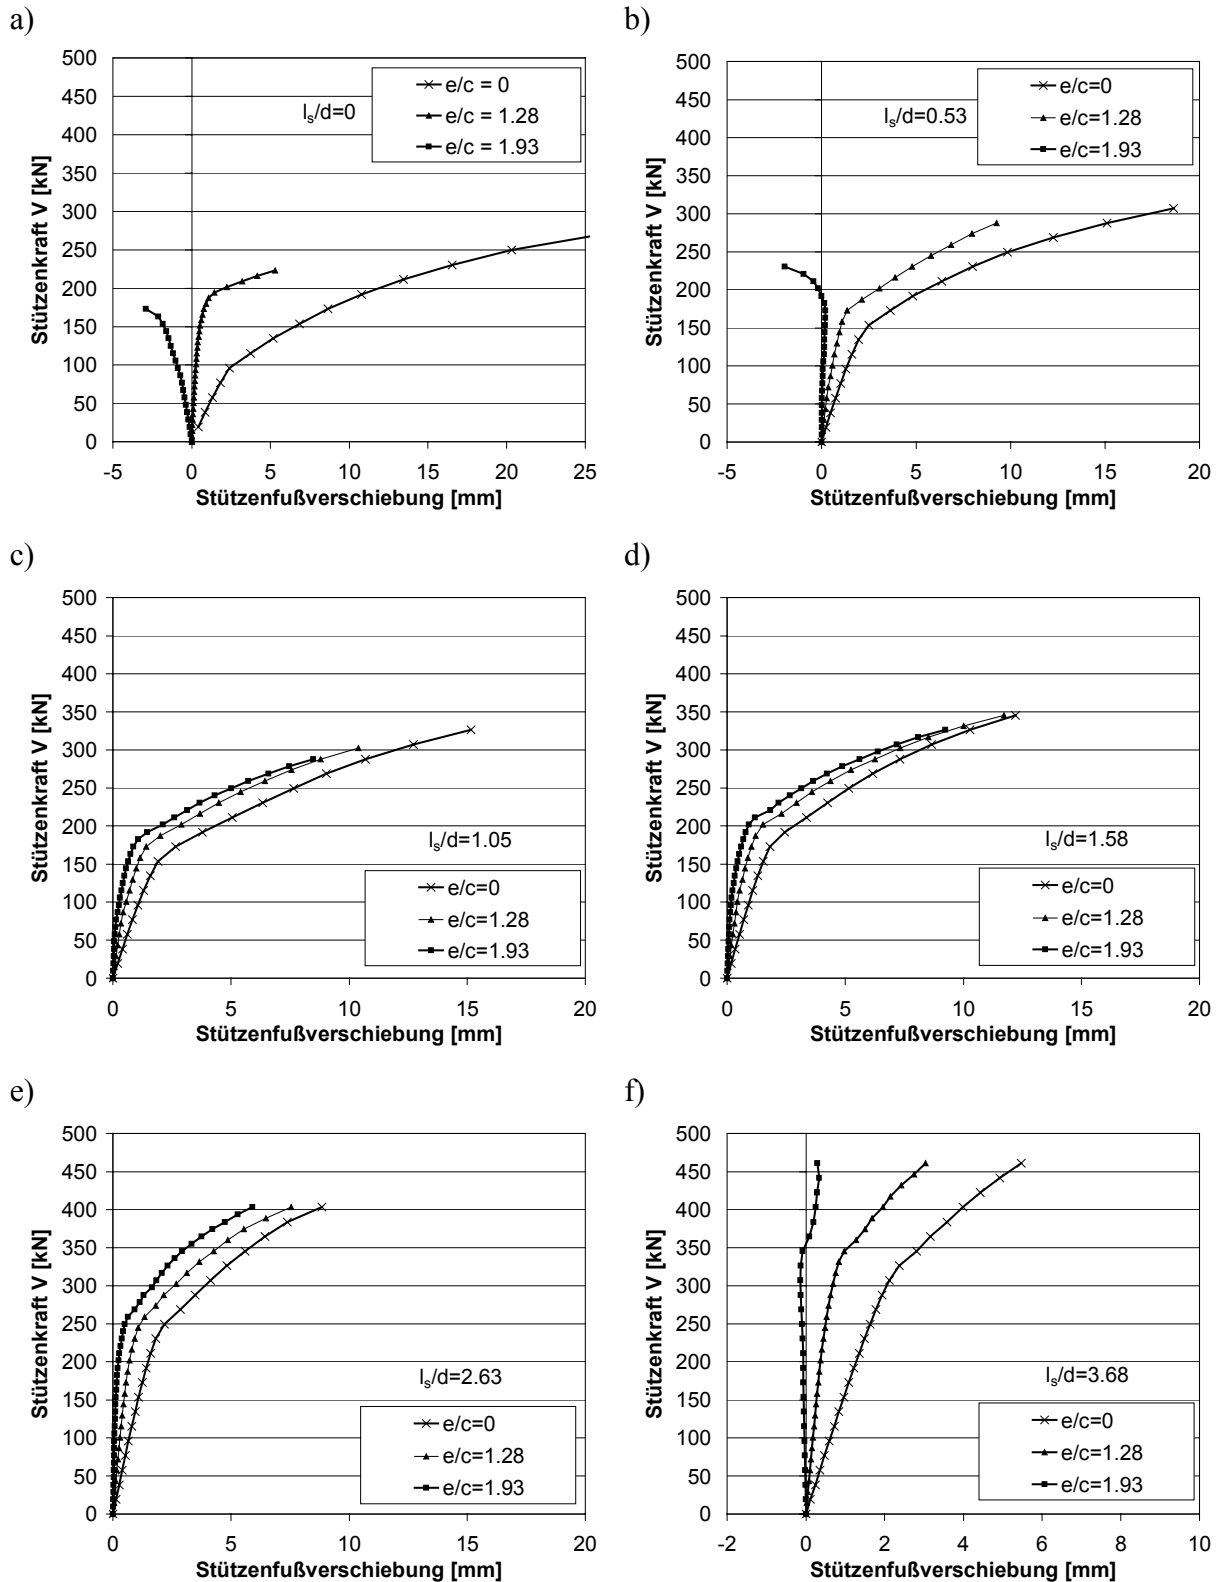 a)
500
450
400
350
300
250
200
150
100
50
0
Stützenkraft V [kN]
l_s/d=0
e/c = 0
e/c = 1.28
e/c = 1.93
-5 0 5 10 15 20 25
Stützenfußverschiebung [mm]
b)
500
450
400
350
300
250
200
150
100
50
0
Stützenkraft V [kN]
l_s/d=0.53
e/c=0
e/c=1.28
e/c=1.93
-5 0 5 10 15 20
Stützenfußverschiebung [mm]
c)
500
450
400
350
300
250
200
150
100
50
0
Stützenkraft V [kN]
l_s/d=1.05
e/c=0
e/c=1.28
e/c=1.93
0 5 10 15 20
Stützenfußverschiebung [mm]
d)
500
450
400
350
300
250
200
150
100
50
0
Stützenkraft V [kN]
l_s/d=1.58
e/c=0
e/c=1.28
e/c=1.93
0 5 10 15 20
Stützenfußverschiebung [mm]
e)
500
450
400
350
300
250
200
150
100
50
0
Stützenkraft V [kN]
l_s/d=2.63
e/c=0
e/c=1.28
e/c=1.93
0 5 10 15 20
Stützenfußverschiebung [mm]
f)
500
450
400
350
300
250
200
150
100
50
0
Stützenkraft V [kN]
l_s/d=3.68
e/c=0
e/c=1.28
e/c=1.93
-2 0 2 4 6 8 10
Stützenfußverschiebung [mm]